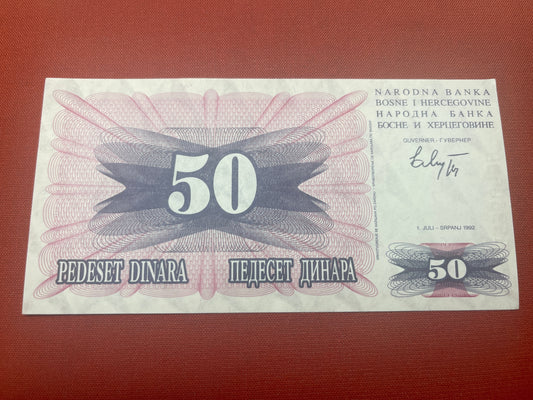 NARODNA BANKA
BOSNE I HERCEGOVINE
НАРОДНА БАНКА
БОСНЕ И ХЕРЦЕГОВИНЕ
GUVERNER - ГУВЕРНЕР
1. JULI - SRPANJ 1992.
50
PEDESET DINARA
ПЕДЕСЕТ ДИНАРА
50